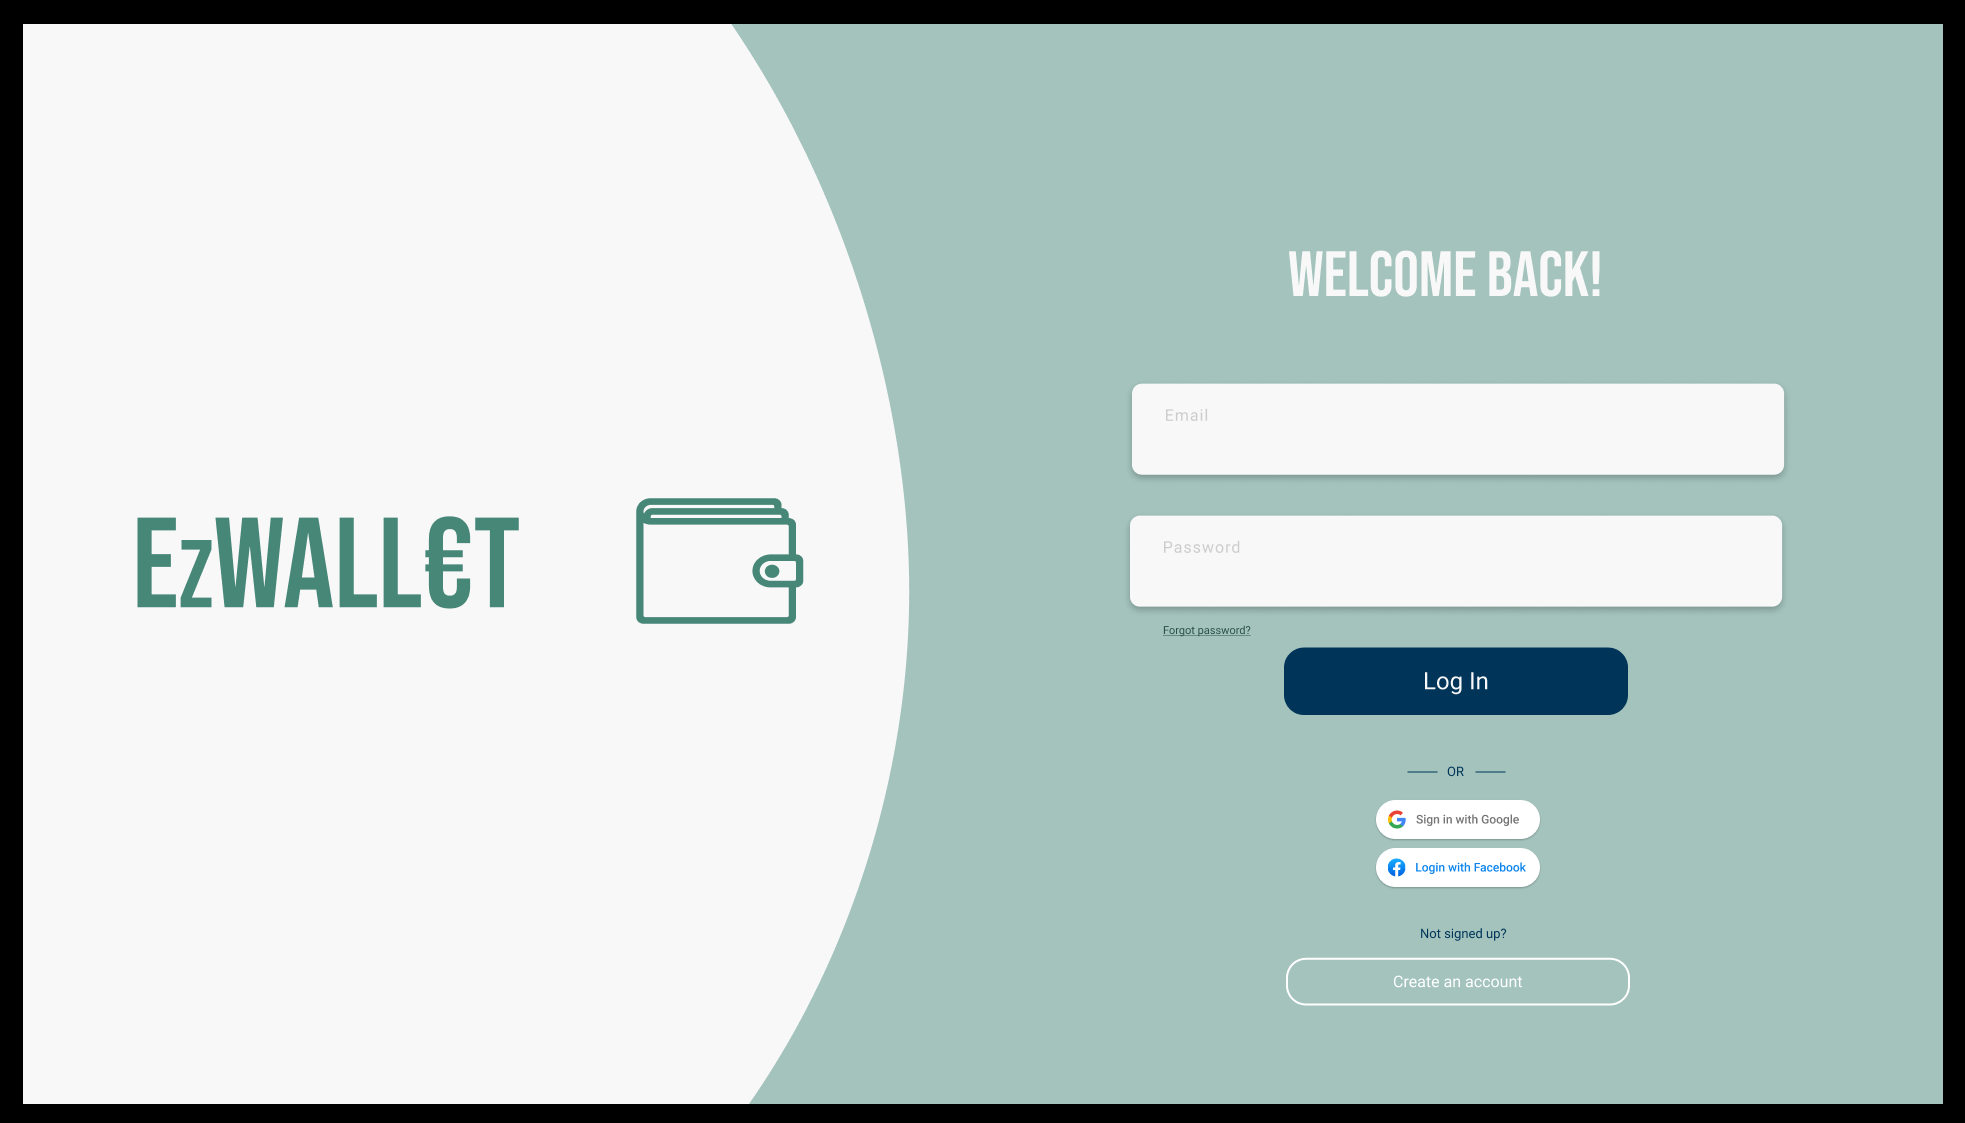 EzWALL€T
WELCOME BACK!
Email
Password
Forgot password?
Log In
OR
Sign in with Google
Login with Facebook
Not signed up?
Create an account